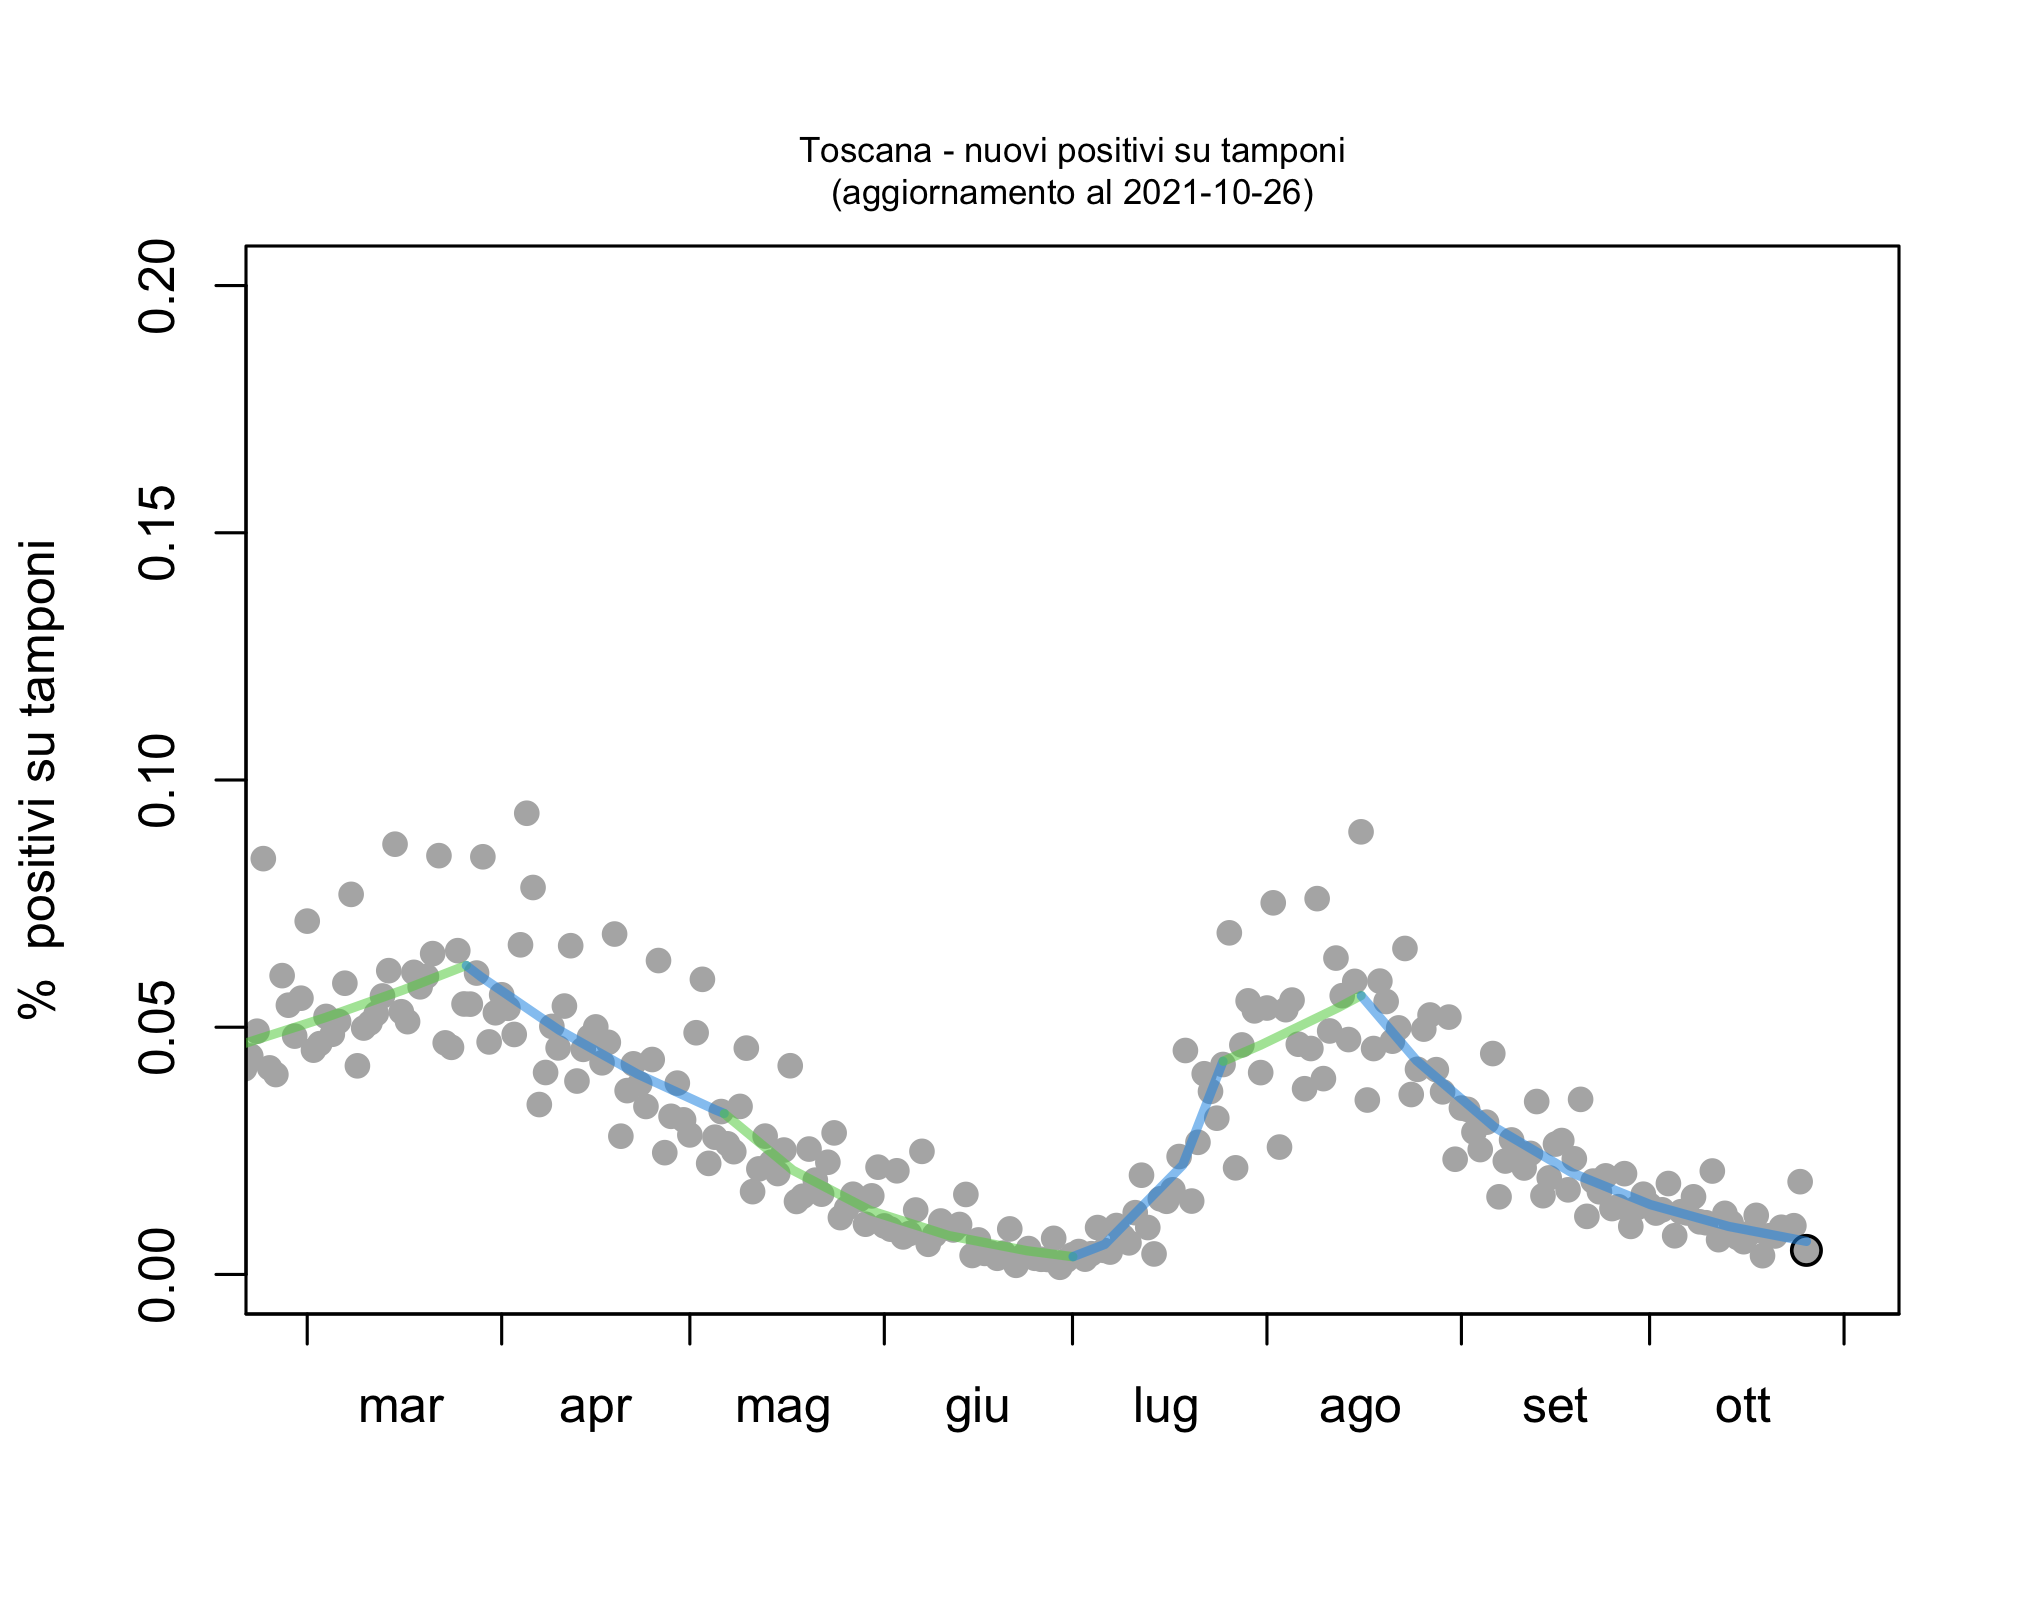 Toscana - nuovi positivi su tamponi
(aggiornamento al 2021-10-26)
% positivi su tamponi
0.20
0.15
0.10
0.05
0.00
mar apr mag giu lug ago set ott